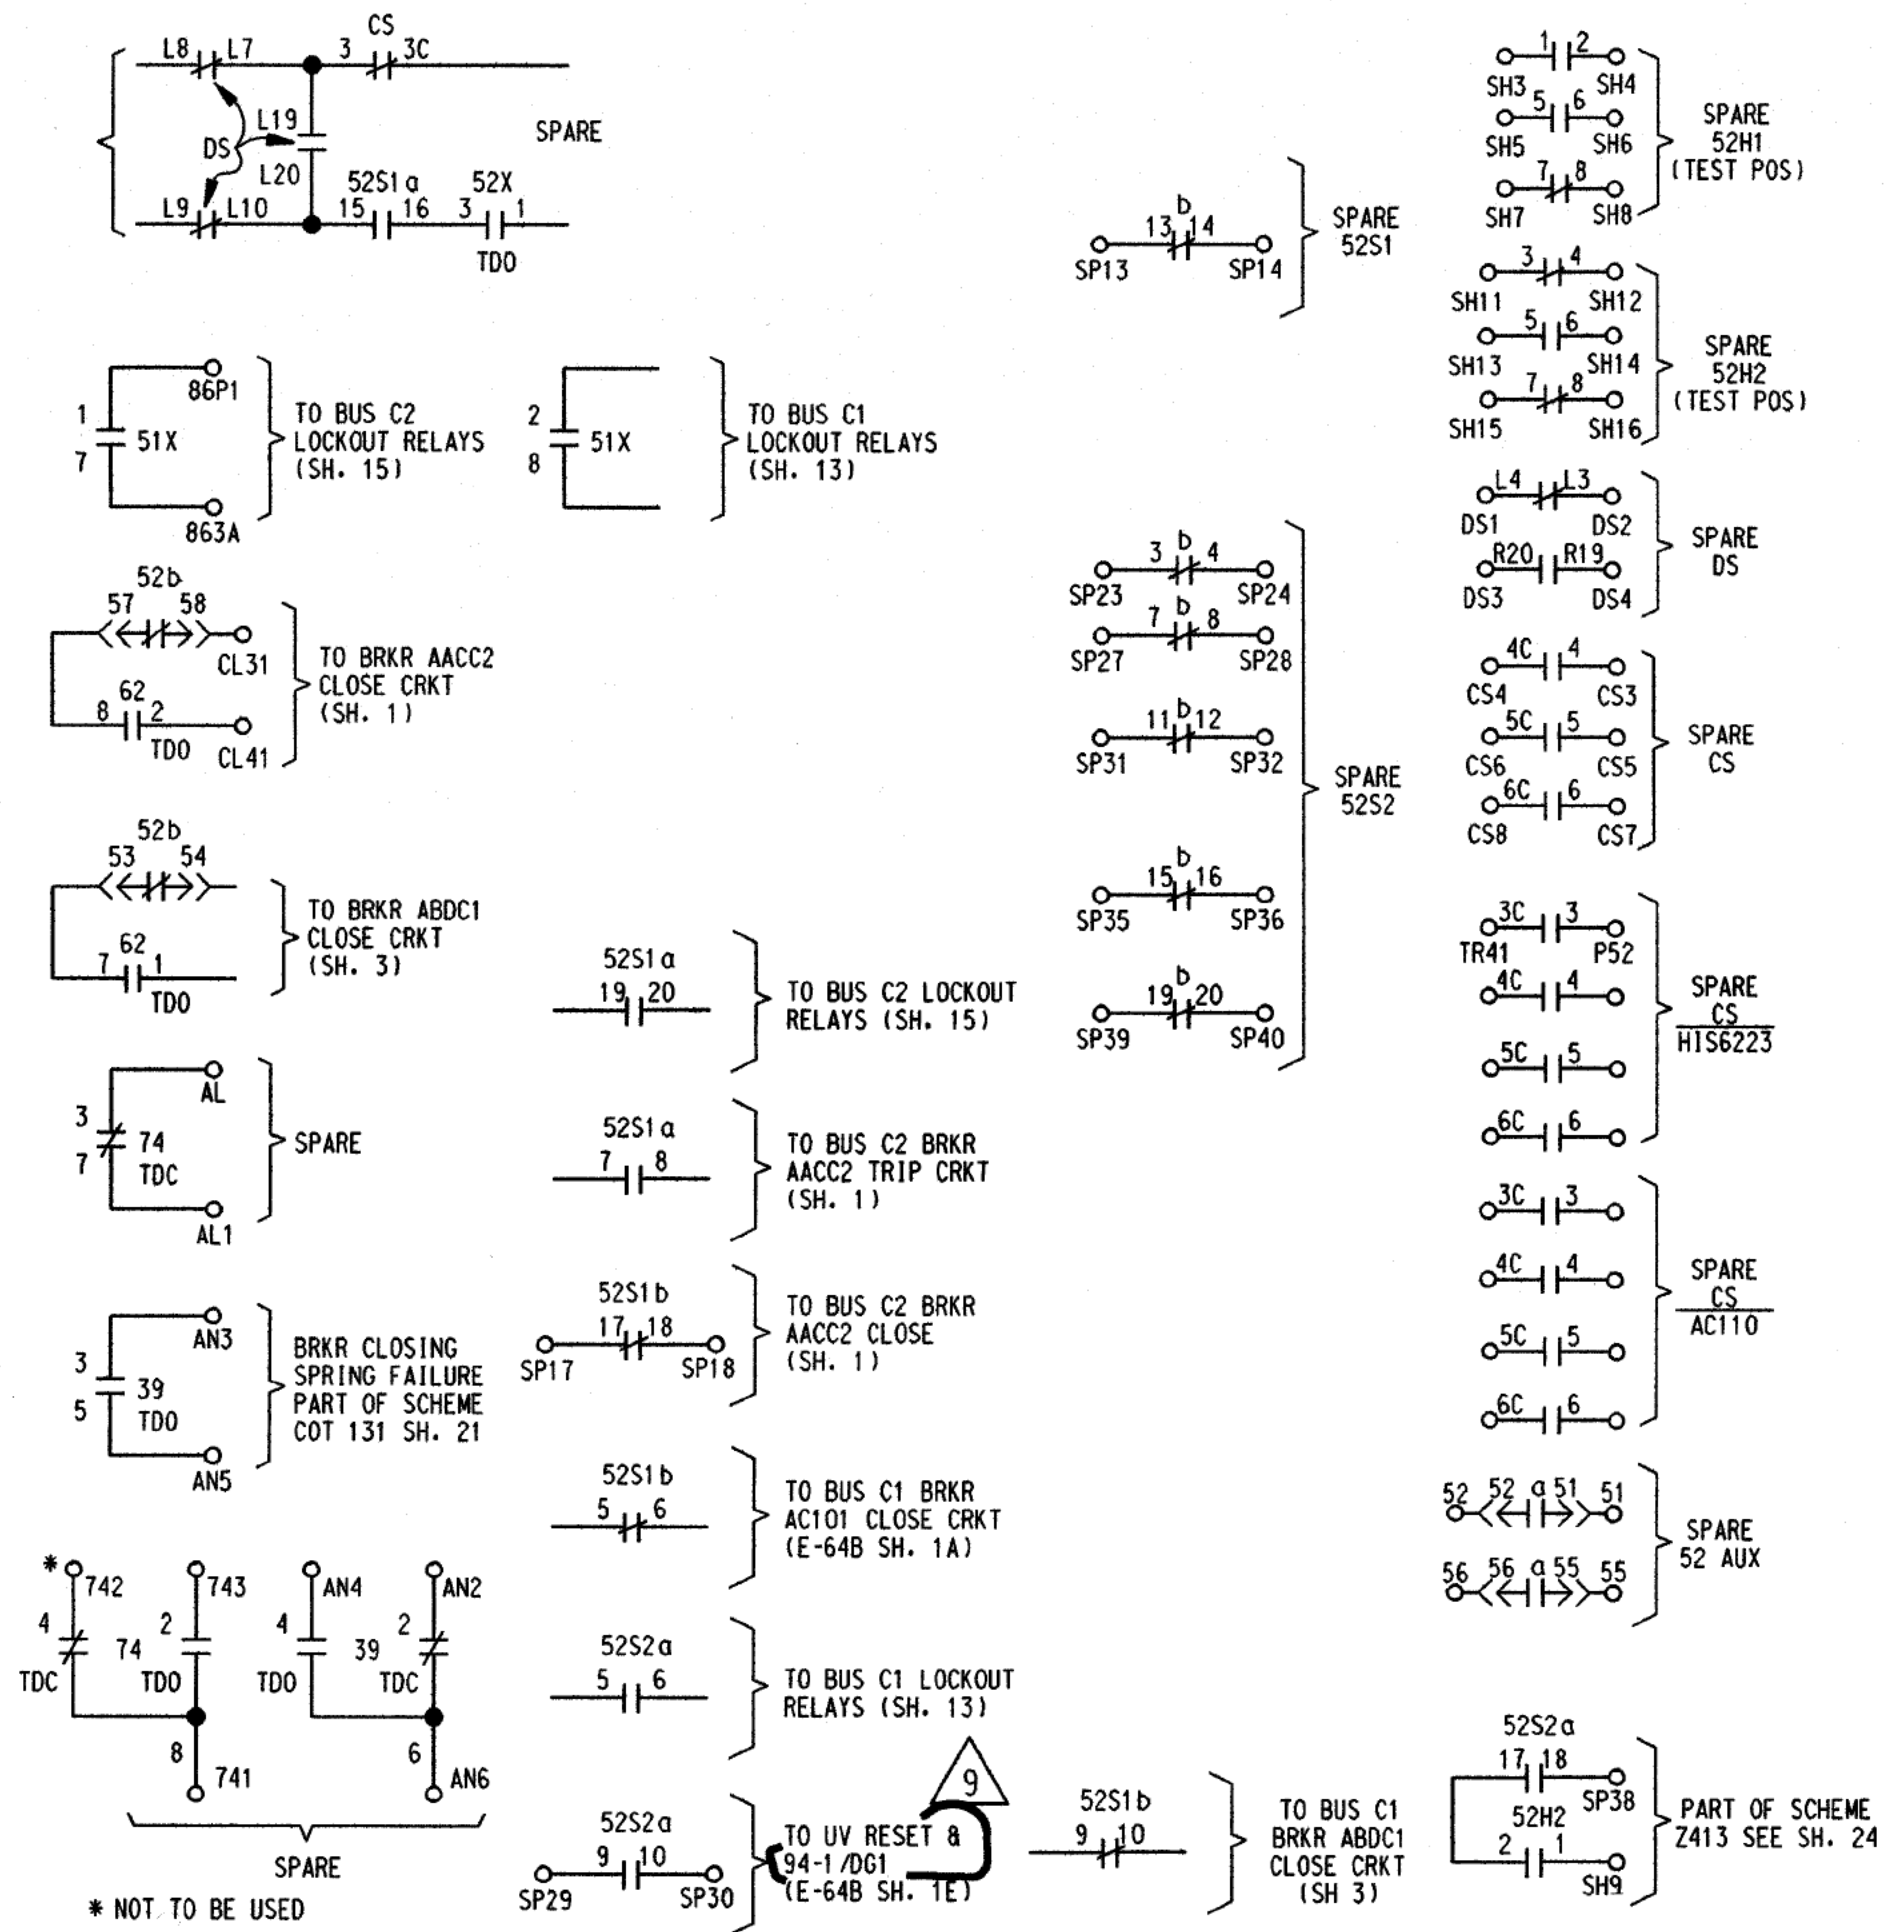 CS
L8 L7 3 3C
L19
DS
L20
SPARE
52S1a 52X
L9 L10 15 16 3 1
TDO
1
7
51X
86P1
863A
TO BUS C2
LOCKOUT RELAYS
(SH. 15)
2
8
51X
TO BUS C1
LOCKOUT RELAYS
(SH. 13)
52b
57 58
CL31
62
8 2
TDO
CL41
TO BRKR AACC2
CLOSE CRKT
(SH. 1)
52b
53 54
62
7 1
TDO
TO BRKR ABDC1
CLOSE CRKT
(SH. 3)
AL
3
7
74
TDC
AL1
SPARE
AN3
3
5
39
TDO
AN5
BRKR CLOSING
SPRING FAILURE
PART OF SCHEME
COT 131 SH. 21
* 742 743 AN4 AN2
4 74 2 4 39 2
TDC TDO TDO TDC
8 6
741 AN6
SPARE
* NOT TO BE USED
52S1a
19 20
TO BUS C2 LOCKOUT
RELAYS (SH. 15)
52S1a
7 8
TO BUS C2 BRKR
AACC2 TRIP CRKT
(SH. 1)
52S1b
17 18
SP17 SP18
TO BUS C2 BRKR
AACC2 CLOSE
(SH. 1)
52S1b
5 6
TO BUS C1 BRKR
AC101 CLOSE CRKT
(E-64B SH. 1A)
52S2a
5 6
TO BUS C1 LOCKOUT
RELAYS (SH. 13)
52S2a
9 10
SP29 SP30
TO UV RESET &
94-1/DG1
(E-64B SH. 1E)
9
52S1b
9 10
TO BUS C1
BRKR ABDC1
CLOSE CRKT
(SH 3)
b
13 14
SP13 SP14
SPARE
52S1
b
3 4
SP23 SP24
b
7 8
SP27 SP28
b
11 12
SP31 SP32
b
15 16
SP35 SP36
b
19 20
SP39 SP40
SPARE
52S2
1 2
SH3 SH4
5 6
SH5 SH6
7 8
SH7 SH8
SPARE
52H1
(TEST POS)
3 4
SH11 SH12
5 6
SH13 SH14
7 8
SH15 SH16
SPARE
52H2
(TEST POS)
L4 L3
DS1 DS2
R20 R19
DS3 DS4
SPARE
DS
4C 4
CS4 CS3
5C 5
CS6 CS5
6C 6
CS8 CS7
SPARE
CS
3C 3
TR41 P52
4C 4
5C 5
6C 6
SPARE
CS
HIS6223
3C 3
4C 4
5C 5
6C 6
SPARE
CS
AC110
52 52 a 51 51
56 56 a 55 55
SPARE
52 AUX
52S2a
17 18
SP38
52H2
2 1
SH9
PART OF SCHEME
Z413 SEE SH. 24